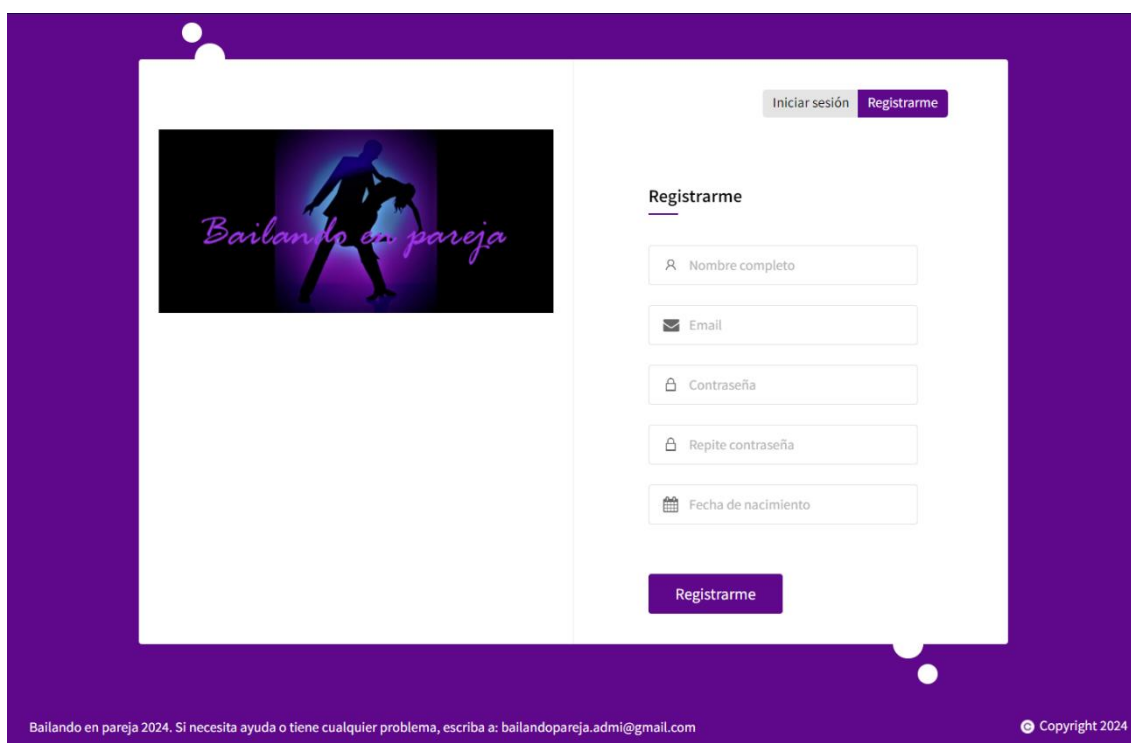 Bailando en pareja
Iniciar sesión Registrarme
Registrarme
Nombre completo
Email
Contraseña
Repite contraseña
Fecha de nacimiento
Registrarme
Bailando en pareja 2024. Si necesita ayuda o tiene cualquier problema, escriba a: bailandopareja.admi@gmail.com
© Copyright 2024